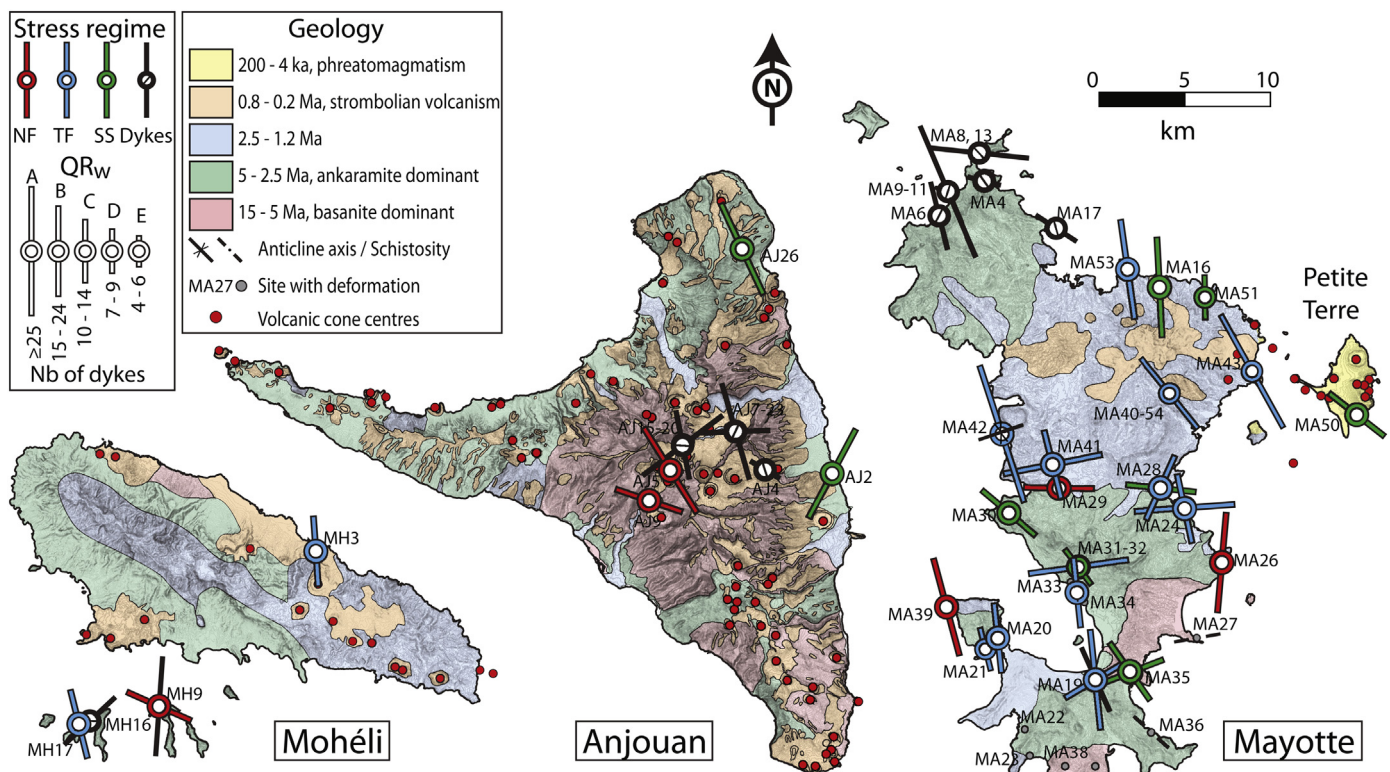 Stress regime
NF TF SS Dykes
QRw
A B C D E
≥25
15 - 24
10 - 14
7 - 9
4 - 6
Nb of dykes
Geology
200 - 4 ka, phreatomagmatism
0.8 - 0.2 Ma, strombolian volcanism
2.5 - 1.2 Ma
5 - 2.5 Ma, ankaramite dominant
15 - 5 Ma, basanite dominant
Anticline axis / Schistosity
MA27 Site with deformation
Volcanic cone centres
N
0 5 10
km
MH3
MH9
MH16
MH17
Mohéli
AJ26
AJ7-23
AJ15-20
AJ5
AJ4
AJ9
AJ2
Anjouan
MA8, 13
MA9-11
MA4
MA6
MA17
MA53
MA16
MA51
Petite
Terre
MA43
MA50
MA40-54
MA42
MA41
MA28
MA29
MA24
MA30
MA31-32
MA26
MA33
MA34
MA39
MA27
MA20
MA21
MA19
MA35
MA22
MA36
MA23
MA38
Mayotte